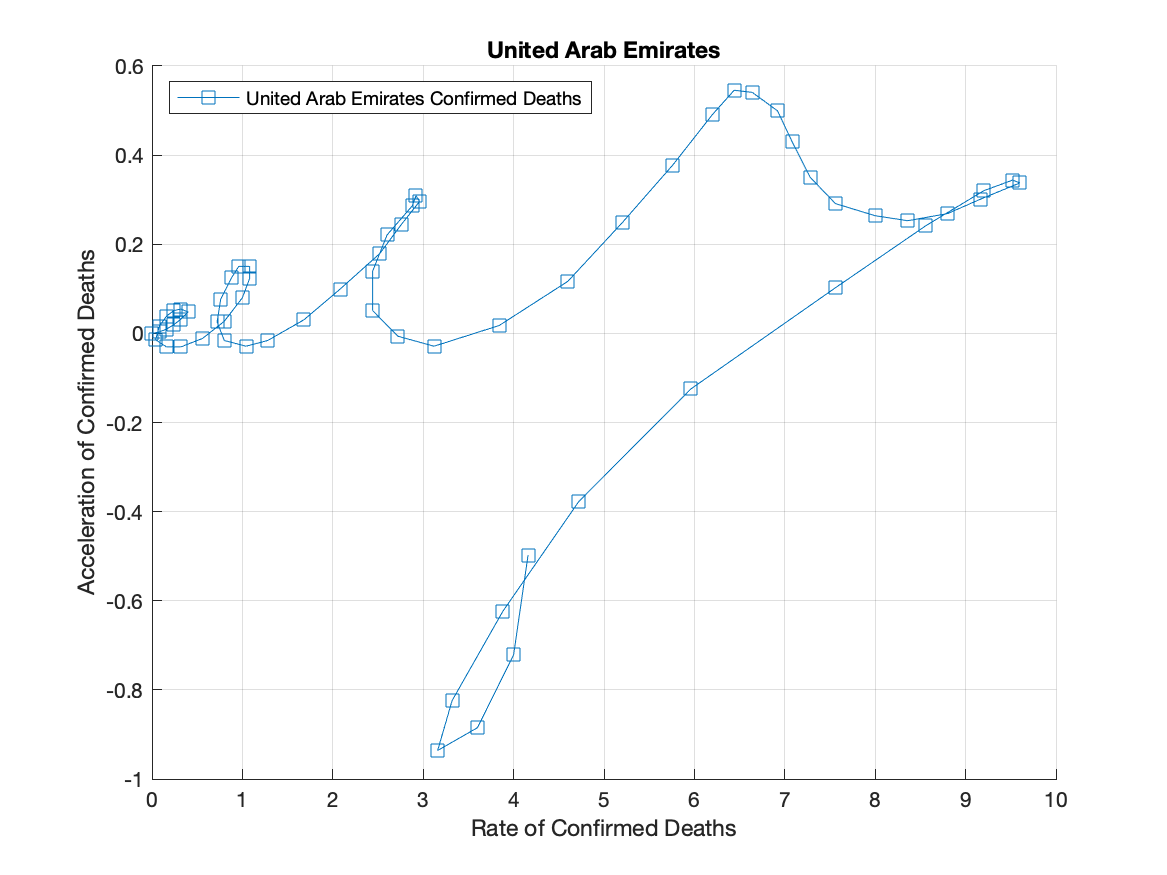 United Arab Emirates
United Arab Emirates Confirmed Deaths
Acceleration of Confirmed Deaths
0.6
0.4
0.2
0
-0.2
-0.4
-0.6
-0.8
-1
0 1 2 3 4 5 6 7 8 9 10
Rate of Confirmed Deaths